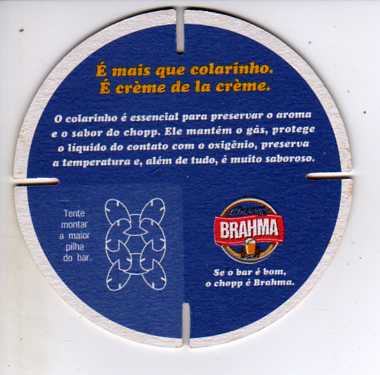 É mais que colarinho.
É crème de la crème.
O colarinho é essencial para preservar o aroma
e o sabor do chopp. Ele mantém o gás, protege
o líquido do contato com o oxigênio, preserva
a temperatura e, além de tudo, é muito saboroso.
Tente
montar
a maior
pilha
do bar.
BRAHMA
Se o bar é bom,
o chopp é Brahma.